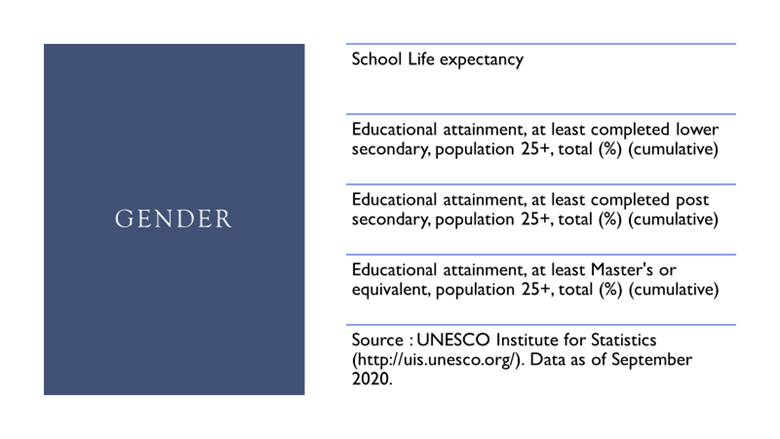 GENDER
School Life expectancy
Educational attainment, at least completed lower
secondary, population 25+, total (%) (cumulative)
Educational attainment, at least completed post
secondary, population 25+, total (%) (cumulative)
Educational attainment, at least Master's or
equivalent, population 25+, total (%) (cumulative)
Source : UNESCO Institute for Statistics
(http://uis.unesco.org/). Data as of September
2020.